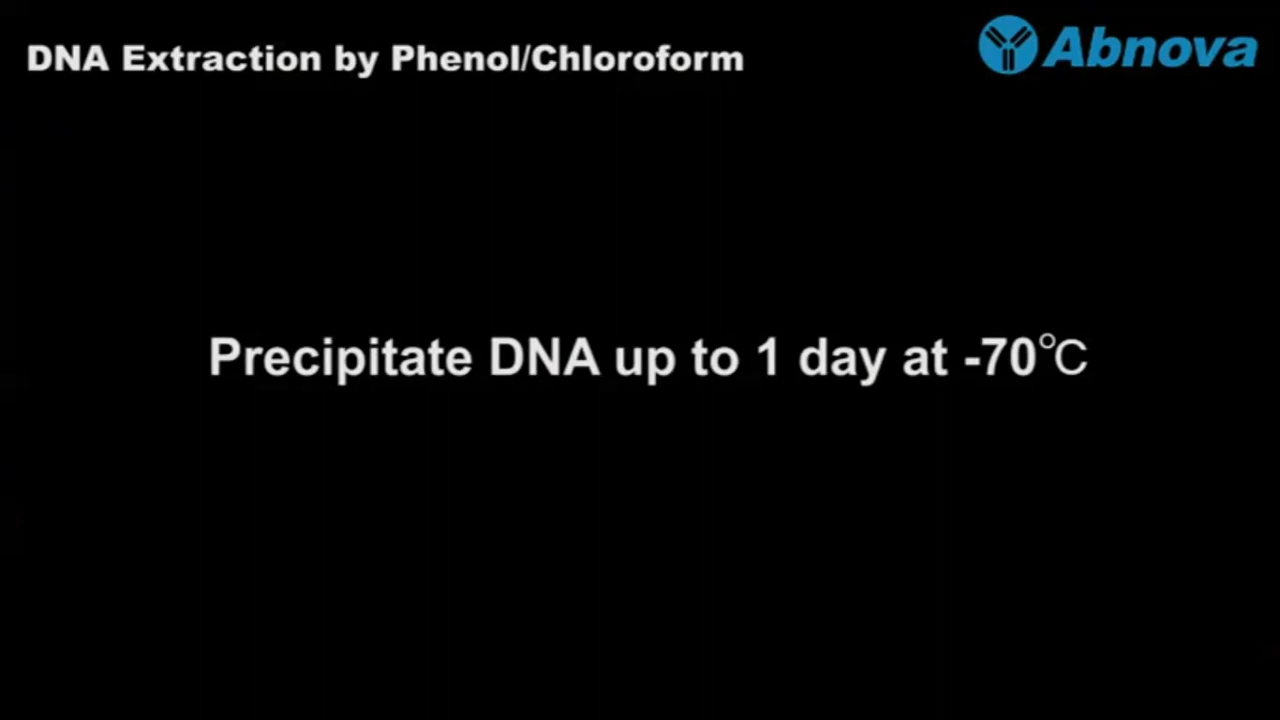 DNA Extraction by Phenol/Chloroform
Abnova
Precipitate DNA up to 1 day at -70℃